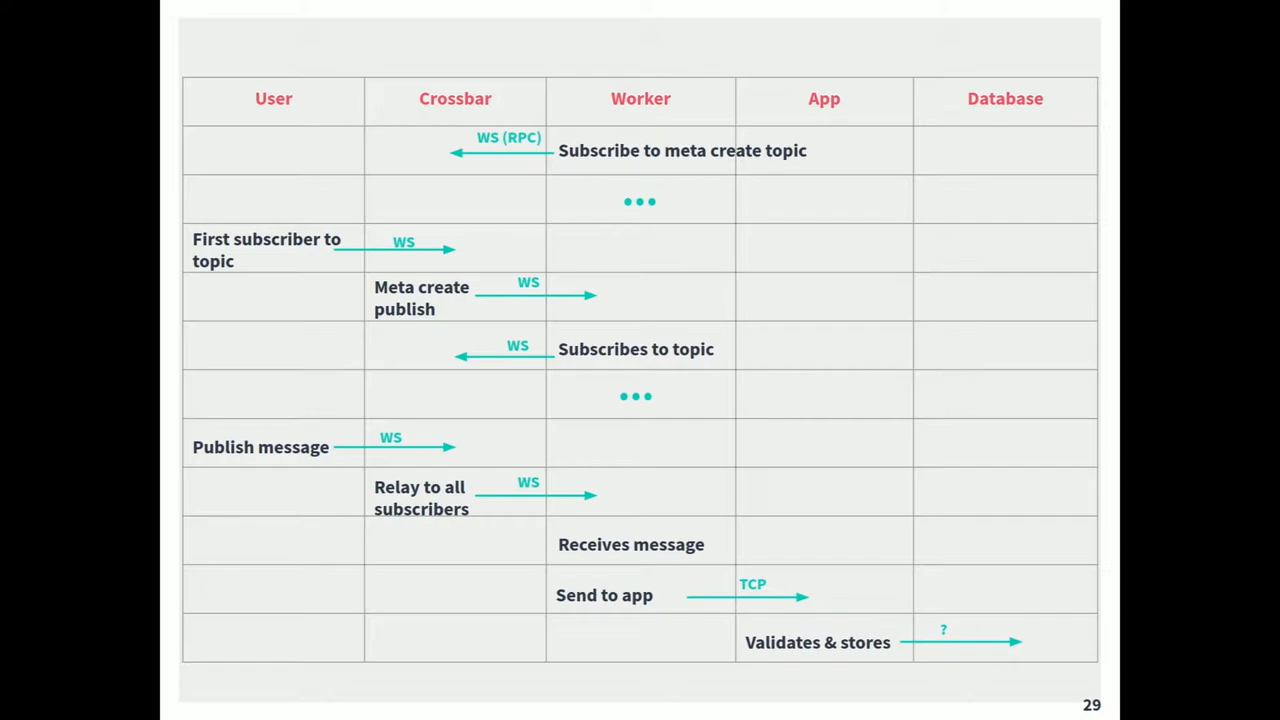 User Crossbar Worker App Database
WS (RPC)
Subscribe to meta create topic
First subscriber to
topic
WS
Meta create
publish
WS
WS
Subscribes to topic
Publish message
WS
Relay to all
subscribers
WS
Receives message
Send to app
TCP
Validates & stores
?
29